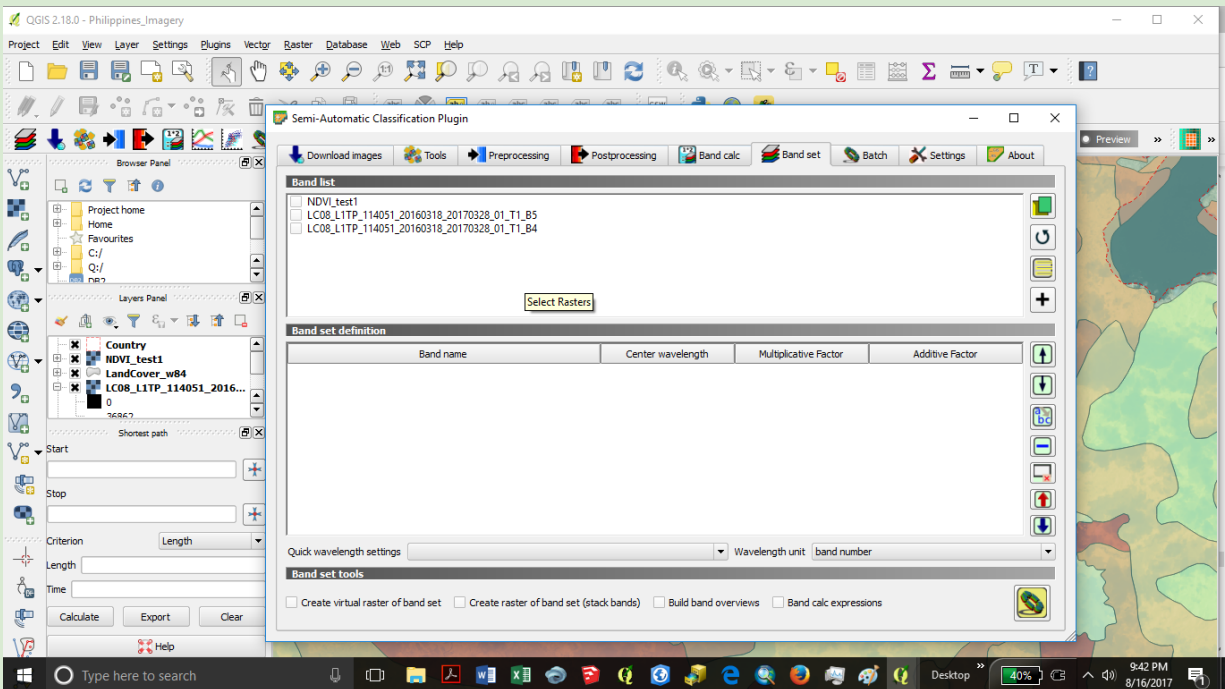 QGIS 2.18.0 - Philippines_Imagery
Project Edit View Layer Settings Plugins Vector Raster Database Web SCP Help
Semi-Automatic Classification Plugin
Preview
Download images Tools Preprocessing Postprocessing Band calc Band set Batch Settings About
Browser Panel
Project home
Home
Favourites
C:/
Q:/
DB2
Layers Panel
Country
NDVI_test1
LandCover_w84
LC08_L1TP_114051_2016...
0
36862
Shortest path
Start
Stop
Criterion Length
Length
Time
Calculate Export Clear
Help
Band list
NDVI_test1
LC08_L1TP_114051_20160318_20170328_01_T1_B5
LC08_L1TP_114051_20160318_20170328_01_T1_B4
Select Rasters
Band set definition
Band name Center wavelength Multiplicative Factor Additive Factor
Quick wavelength settings Wavelength unit band number
Band set tools
Create virtual raster of band set Create raster of band set (stack bands) Build band overviews Band calc expressions
Type here to search
Desktop
40%
9:42 PM
8/16/2017